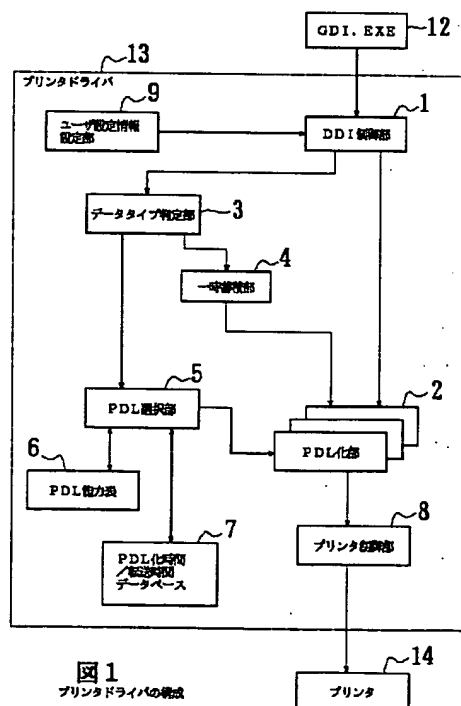 GDI.EXE
12
13
プリンタドライバ
9
ユーザ設定情報
設定部
1
DDI制御部
データタイプ判定部
3
4
一時蓄積部
5
PDL選択部
2
PDL化部
6
PDL能力表
7
PDL化時間
/転送時間
データベース
8
プリンタ制御部
図1
プリンタドライバの構成
14
プリンタ